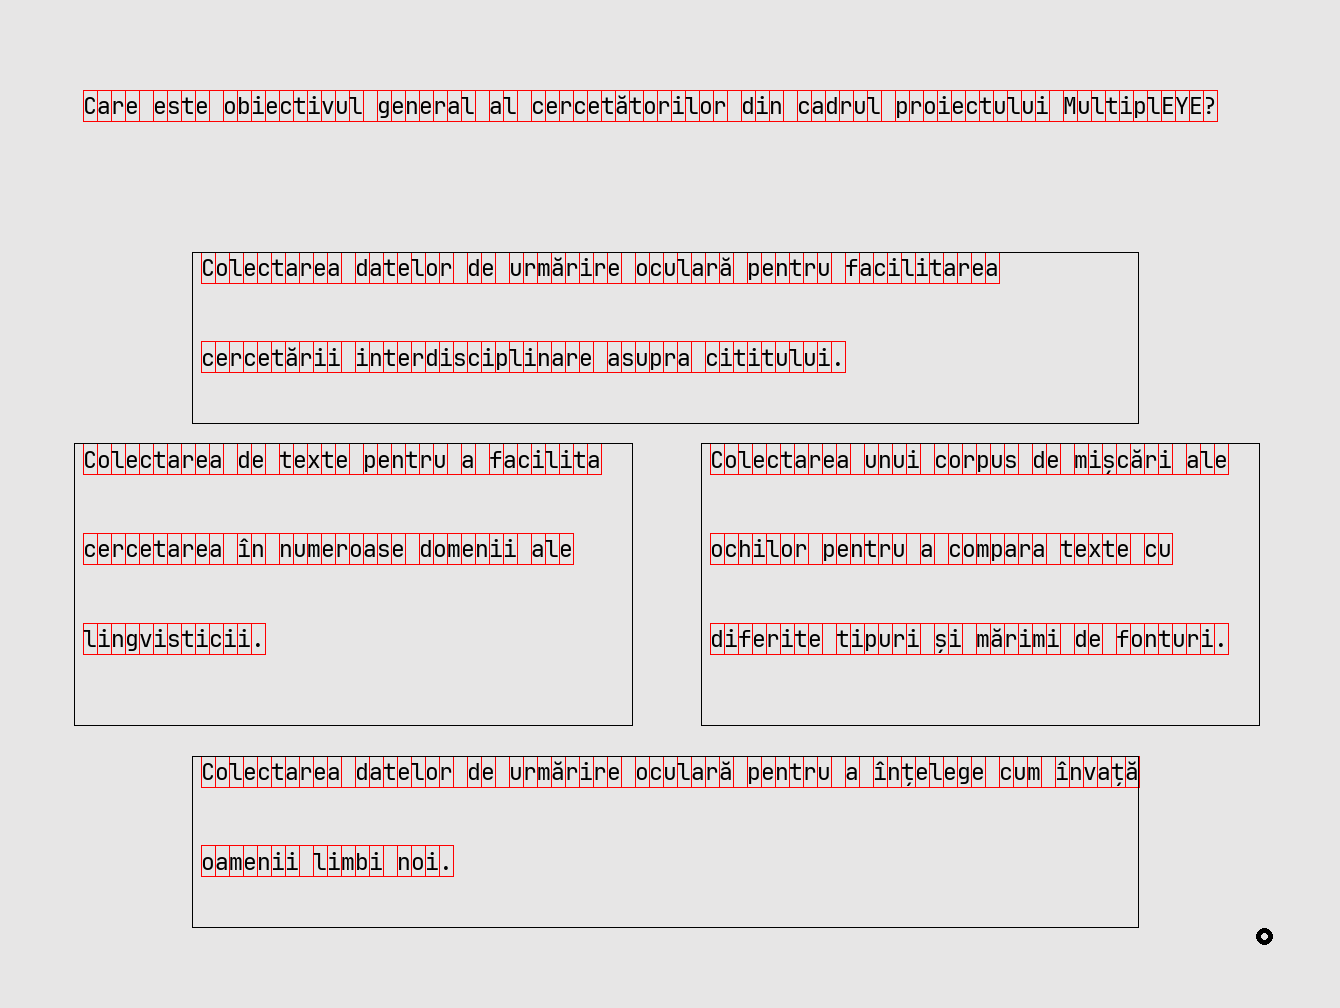 Care este obiectivul general al cercetătorilor din cadrul proiectului MultiplEYE?
Colectarea datelor de urmărire oculară pentru facilitarea
cercetării interdisciplinare asupra cititului.
Colectarea de texte pentru a facilita
cercetarea în numeroase domenii ale
lingvisticii.
Colectarea unui corpus de mișcări ale
ochilor pentru a compara texte cu
diferite tipuri și mărimi de fonturi.
Colectarea datelor de urmărire oculară pentru a înțelege cum învață
oamenii limbi noi.